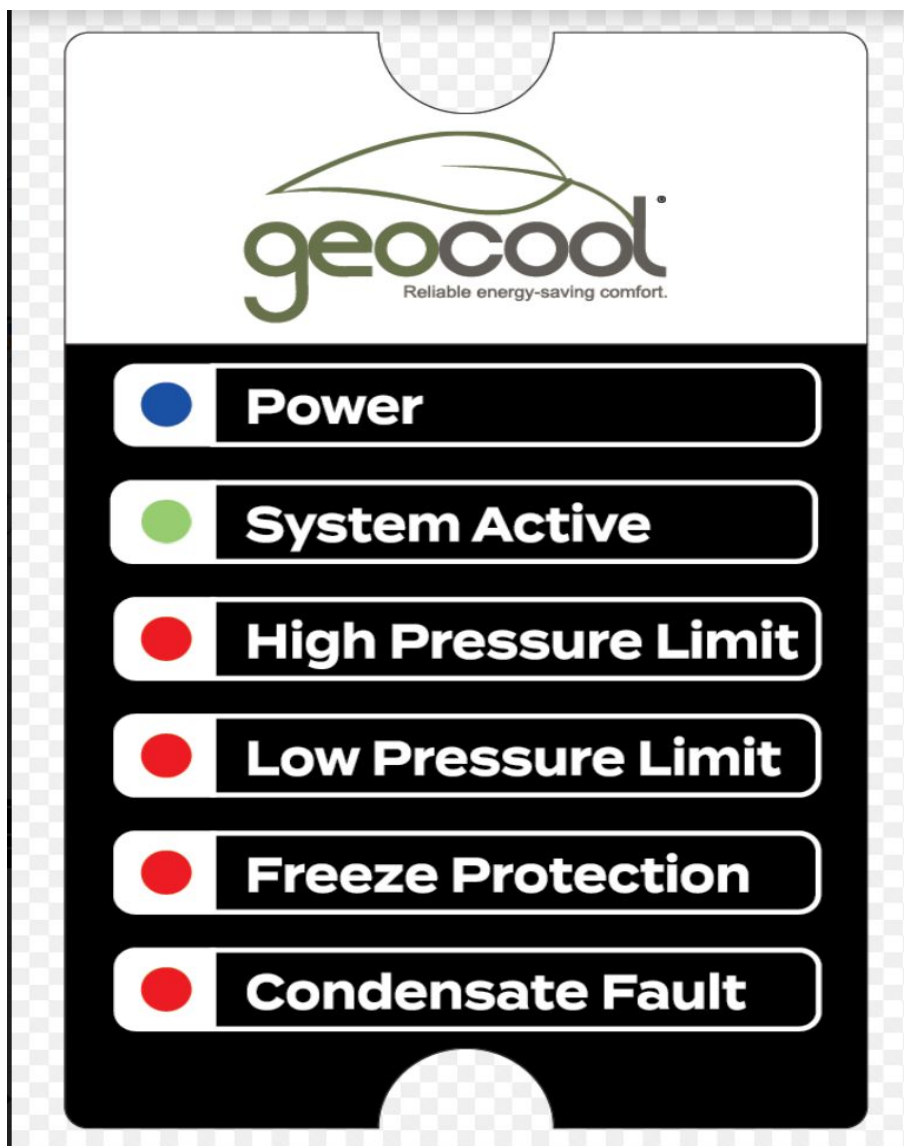 geocool®
Reliable energy-saving comfort.
Power
System Active
High Pressure Limit
Low Pressure Limit
Freeze Protection
Condensate Fault